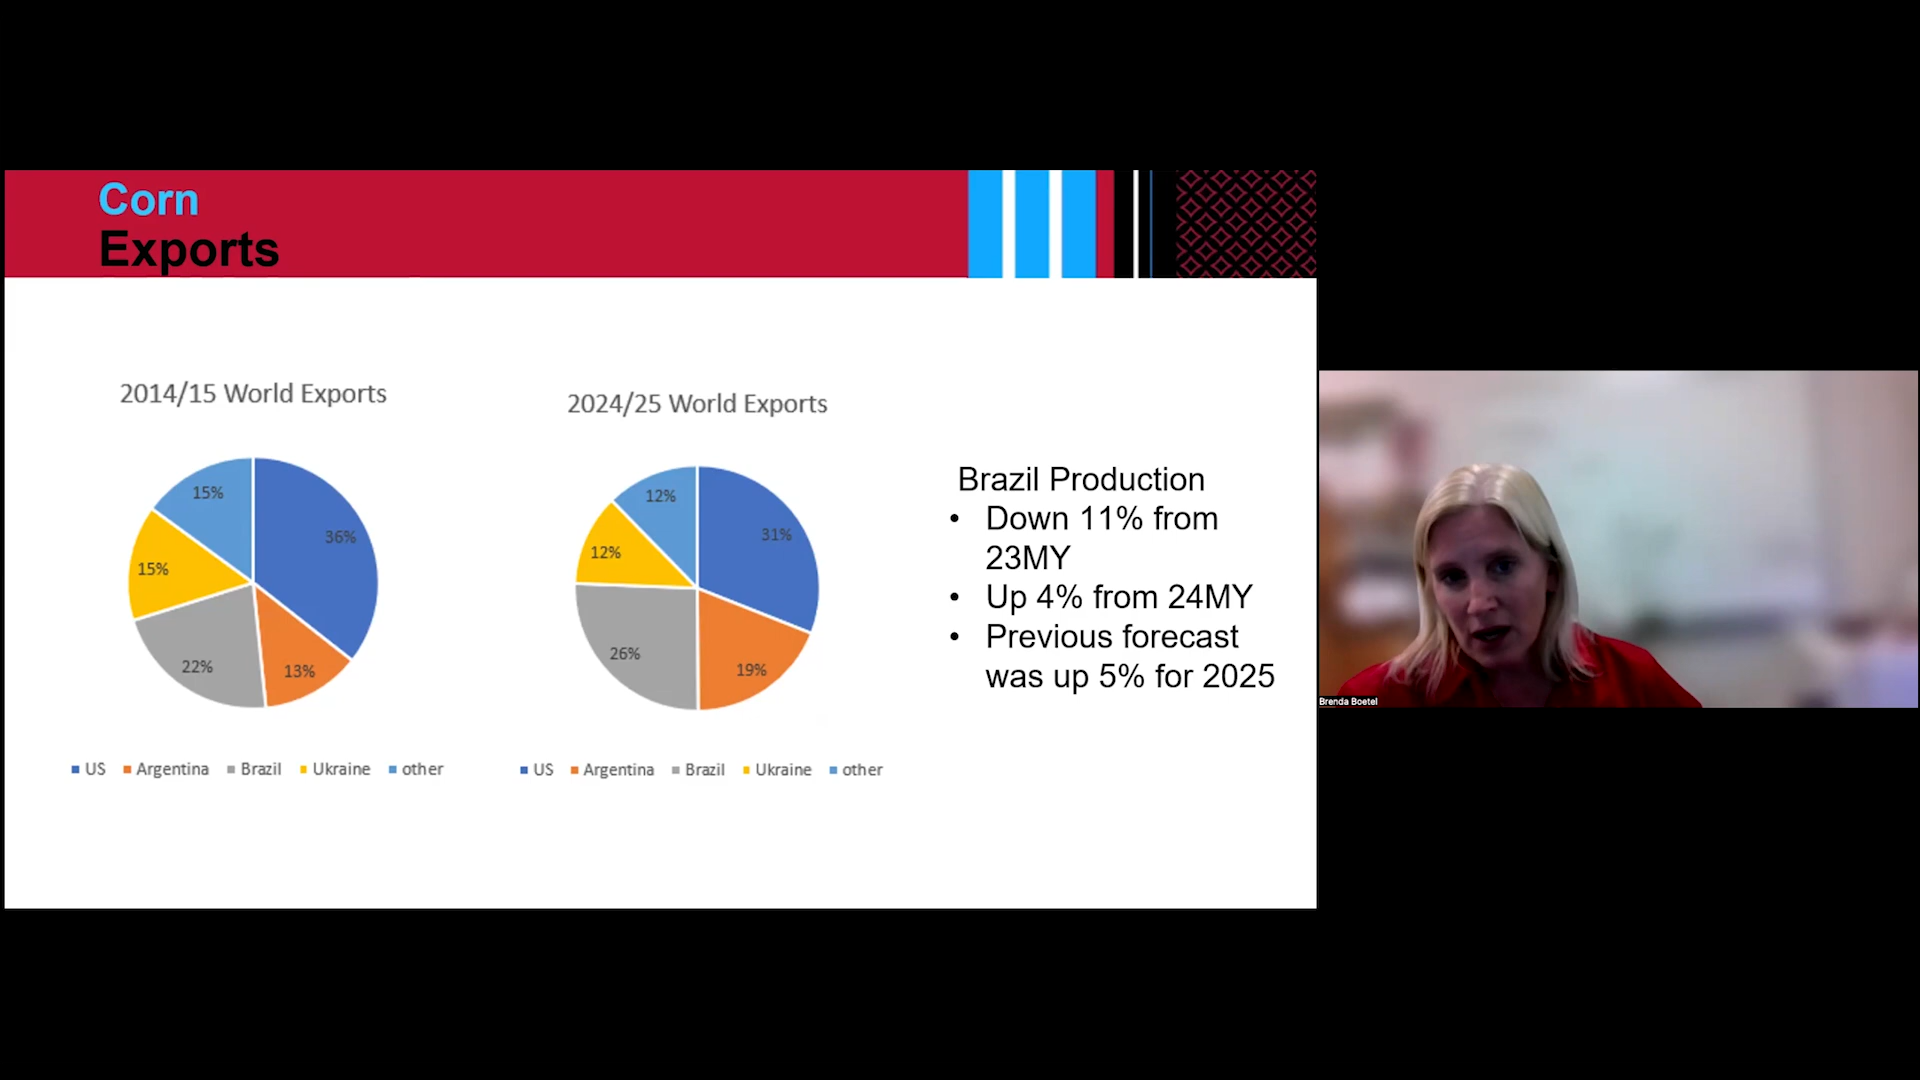 Corn
Exports
2014/15 World Exports
15%
36%
15%
22%
13%
US Argentina Brazil Ukraine other
2024/25 World Exports
12%
31%
12%
26%
19%
US Argentina Brazil Ukraine other
Brazil Production
• Down 11% from
23MY
• Up 4% from 24MY
• Previous forecast
was up 5% for 2025
Brenda Boetel